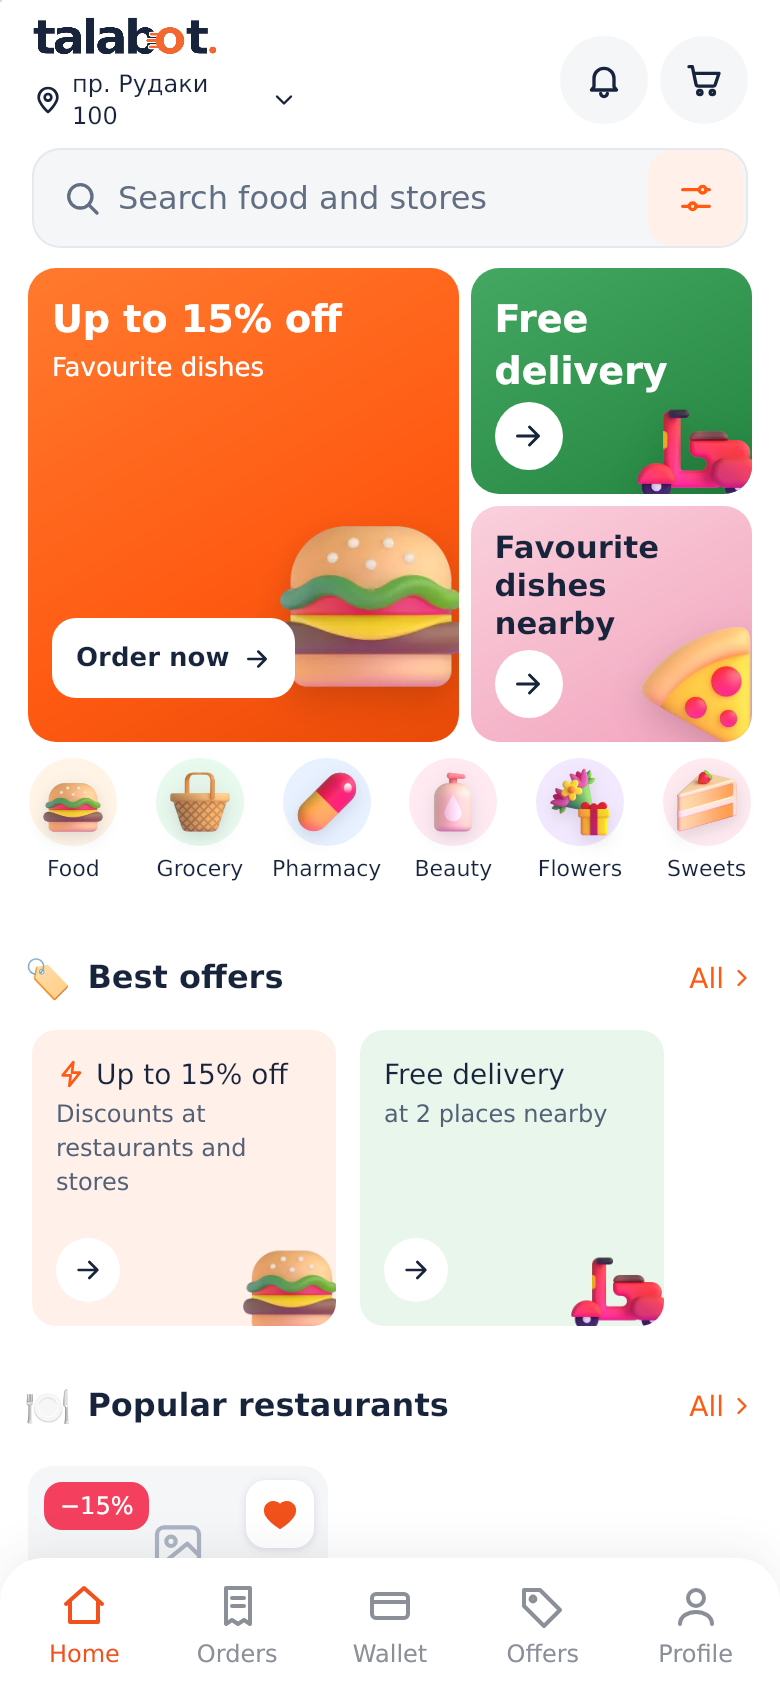 talabot.
пр. Рудаки
100
Search food and stores
Up to 15% off
Favourite dishes
Order now
Free
delivery
Favourite
dishes
nearby
Food
Grocery
Pharmacy
Beauty
Flowers
Sweets
Best offers
All
Up to 15% off
Discounts at
restaurants and
stores
Free delivery
at 2 places nearby
Popular restaurants
All
−15%
Home
Orders
Wallet
Offers
Profile